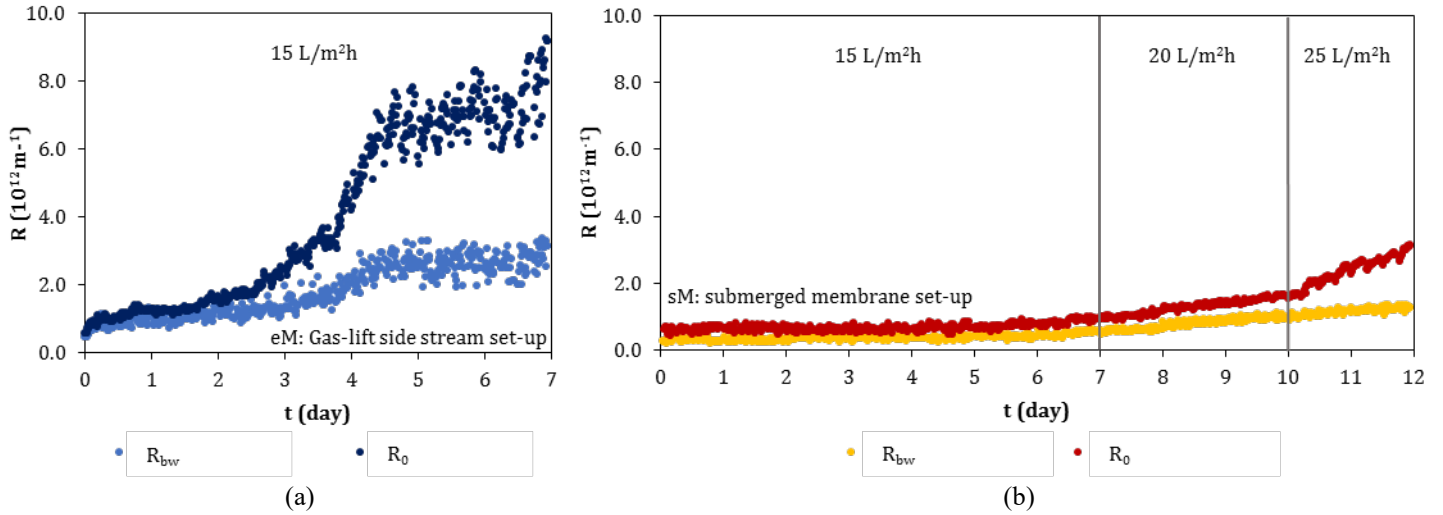 10.0
8.0
6.0
4.0
2.0
0.0
R (10¹²m-¹)
15 L/m²h
eM: Gas-lift side stream set-up
0 1 2 3 4 5 6 7
t (day)
R_bw R_0
(a)
10.0
8.0
6.0
4.0
2.0
0.0
R (10¹²m⁻¹)
15 L/m²h 20 L/m²h 25 L/m²h
sM: submerged membrane set-up
0 1 2 3 4 5 6 7 8 9 10 11 12
t (day)
R_bw R_0
(b)